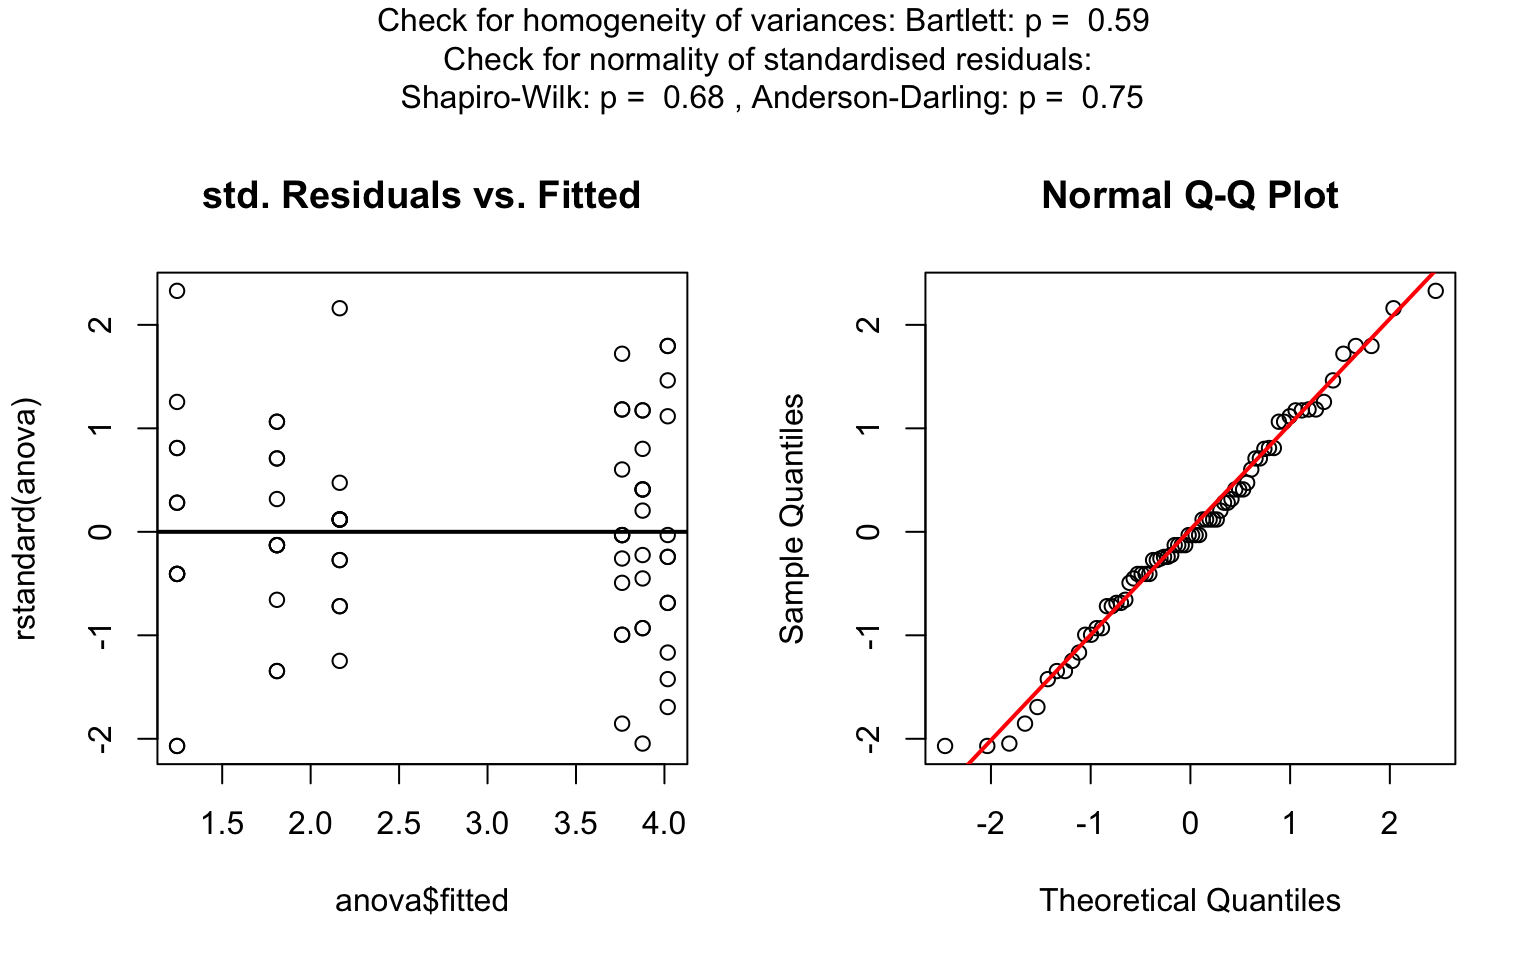 Check for homogeneity of variances: Bartlett: p =  0.59
Check for normality of standardised residuals:
Shapiro-Wilk: p =  0.68 , Anderson-Darling: p =  0.75
std. Residuals vs. Fitted
rstandard(anova)
2
1
0
-1
-2
1.5 2.0 2.5 3.0 3.5 4.0
anova$fitted
Normal Q-Q Plot
Sample Quantiles
2
1
0
-1
-2
-2 -1 0 1 2
Theoretical Quantiles